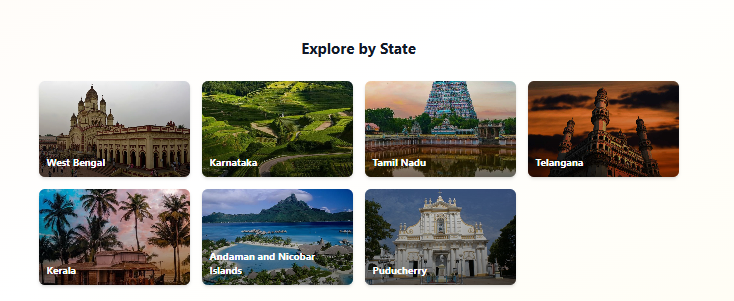 Explore by State
West Bengal
Karnataka
Tamil Nadu
Telangana
Kerala
Andaman and Nicobar
Islands
Puducherry